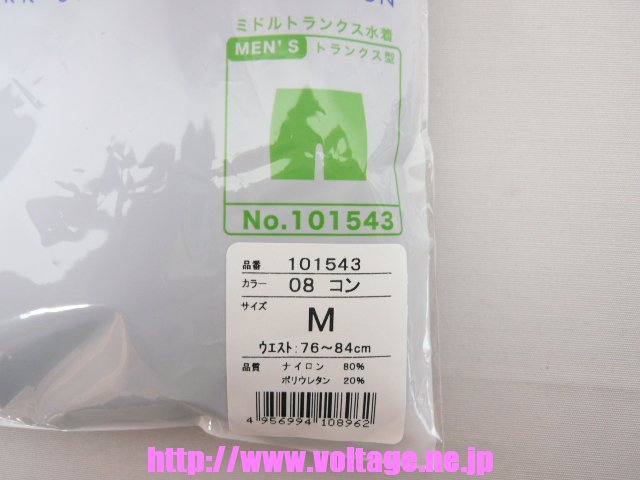 ミドルトランクス水着
MEN'S トランクス型
No.101543
品番 101543
カラー 08 コン
サイズ
M
ウエスト:76〜84cm
品質 ナイロン 80%
ポリウレタン 20%
4 956994 108962
http://www.voltage.ne.jp